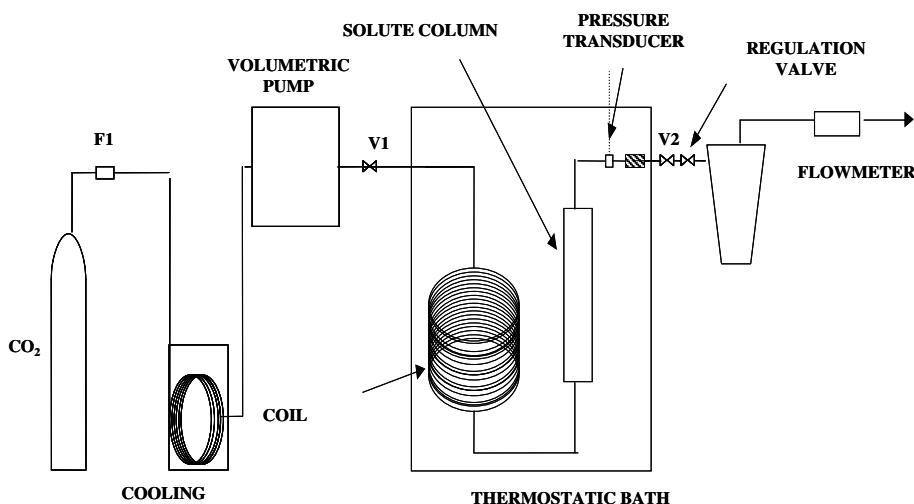 PRESSURE
TRANSDUCER
SOLUTE COLUMN
REGULATION
VALVE
VOLUMETRIC
PUMP
F1
V1
V2
FLOWMETER
CO₂
COIL
COOLING
THERMOSTATIC BATH